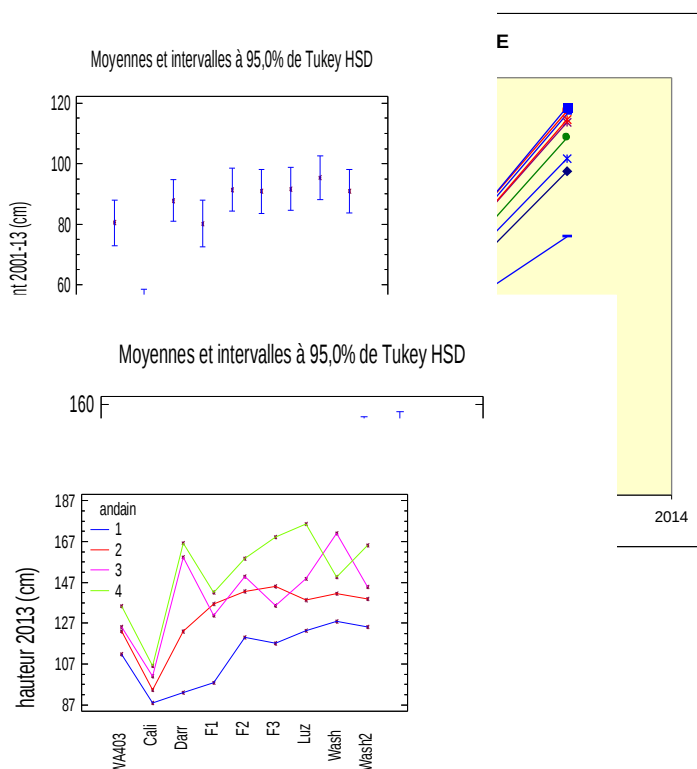 E
Moyennes et intervalles à 95,0% de Tukey HSD
120
100
80
60
nt 2001-13 (cm)
Moyennes et intervalles à 95,0% de Tukey HSD
160
2014
hauteur 2013 (cm)
187
167
147
127
107
87
andain
1
2
3
4
VA403
Cali
Darr
F1
F2
F3
Luz
Wash
Wash2